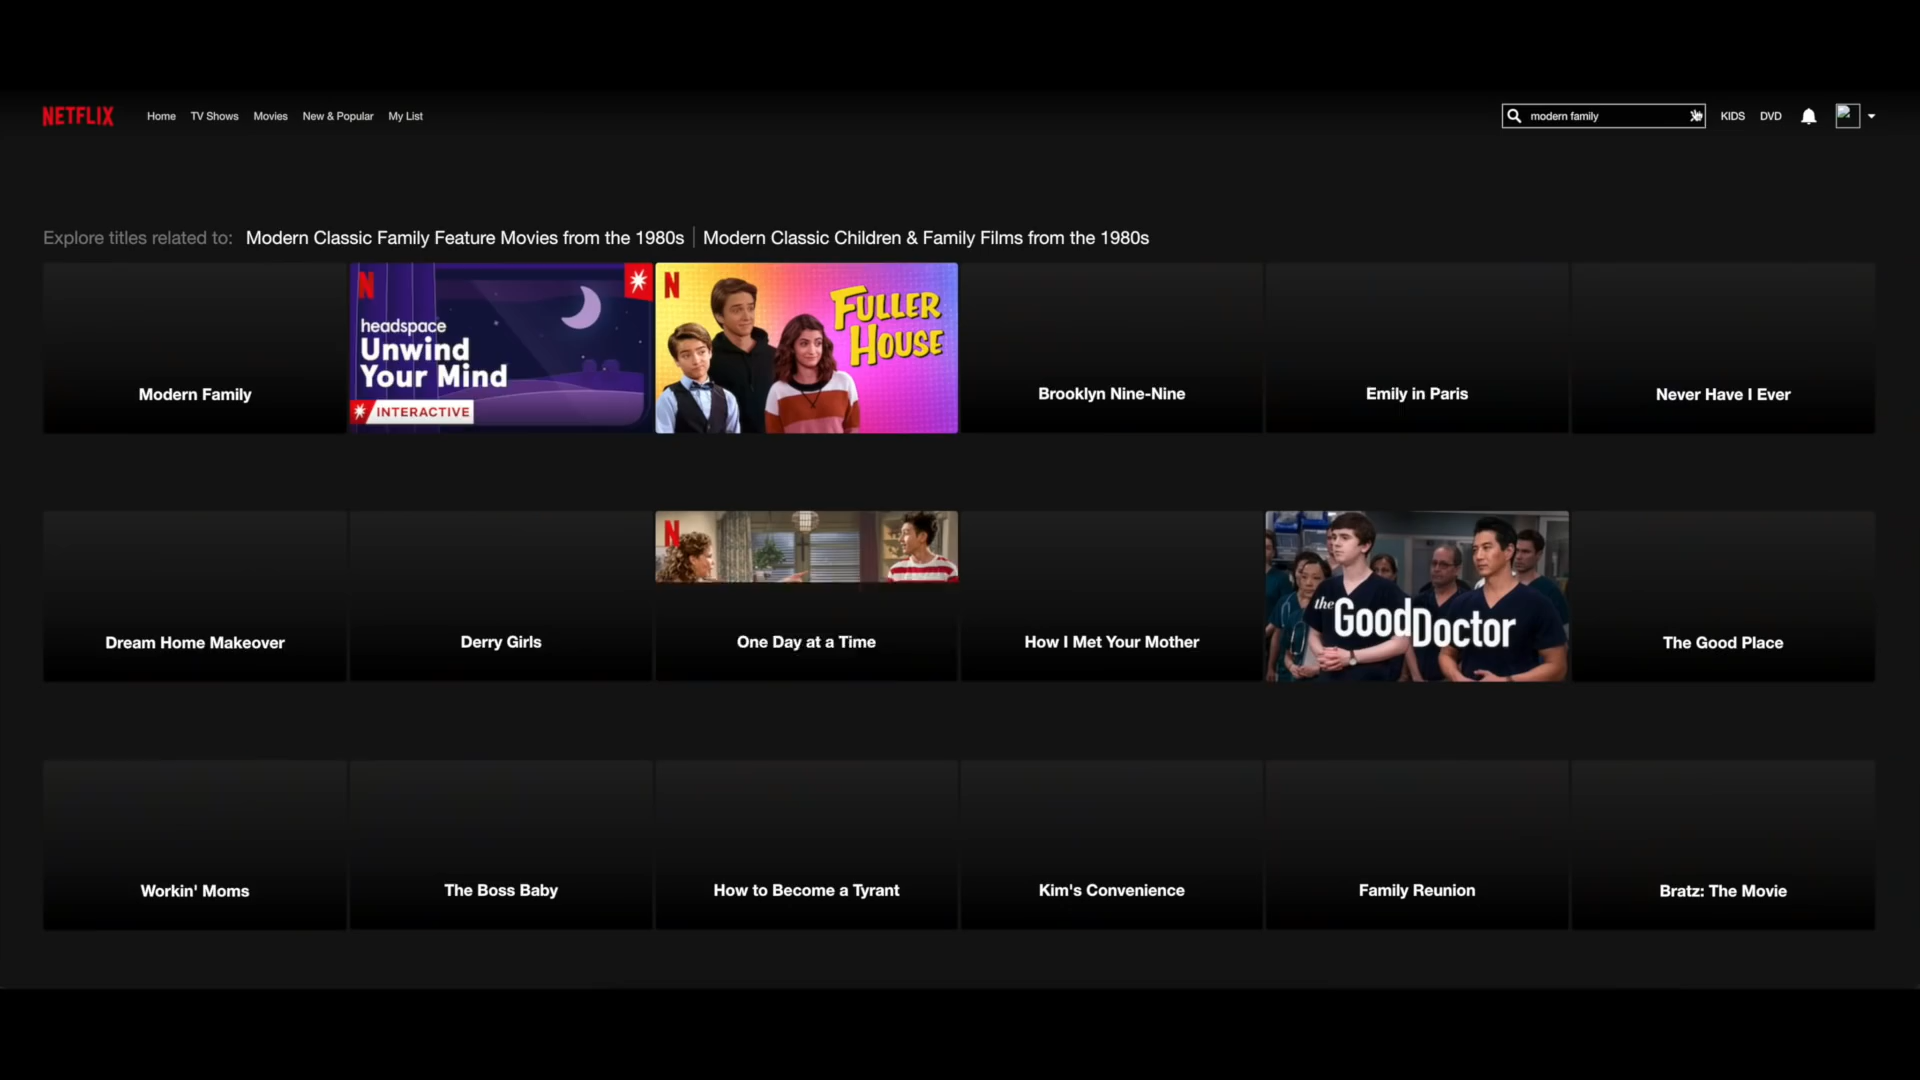 NETFLIX Home TV Shows Movies New & Popular My List modern family KIDS DVD
Explore titles related to: Modern Classic Family Feature Movies from the 1980s | Modern Classic Children & Family Films from the 1980s
Modern Family
N
headspace
Unwind
Your Mind
INTERACTIVE
N
FULLER
HOUSE
Brooklyn Nine-Nine
Emily in Paris
Never Have I Ever
Dream Home Makeover
Derry Girls
N
One Day at a Time
How I Met Your Mother
the Good Doctor
The Good Place
Workin' Moms
The Boss Baby
How to Become a Tyrant
Kim's Convenience
Family Reunion
Bratz: The Movie